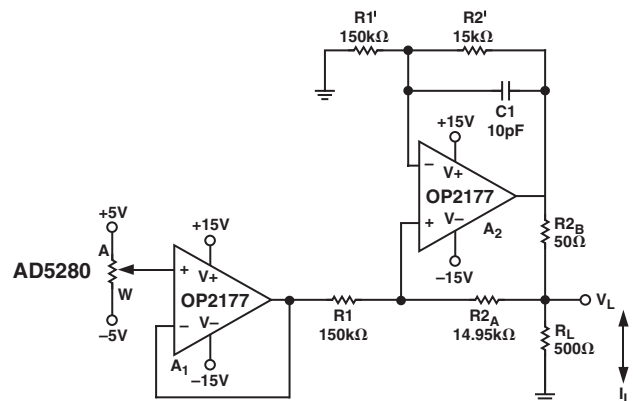 R1'
150kΩ
R2'
15kΩ
C1
10pF
+15V
–
V+
OP2177
+
V–
A2
–15V
R2B
50Ω
+5V
A
AD5280
W
–5V
+15V
+
V+
OP2177
–
V–
A1
–15V
R1
150kΩ
R2A
14.95kΩ
VL
RL
500Ω
IL